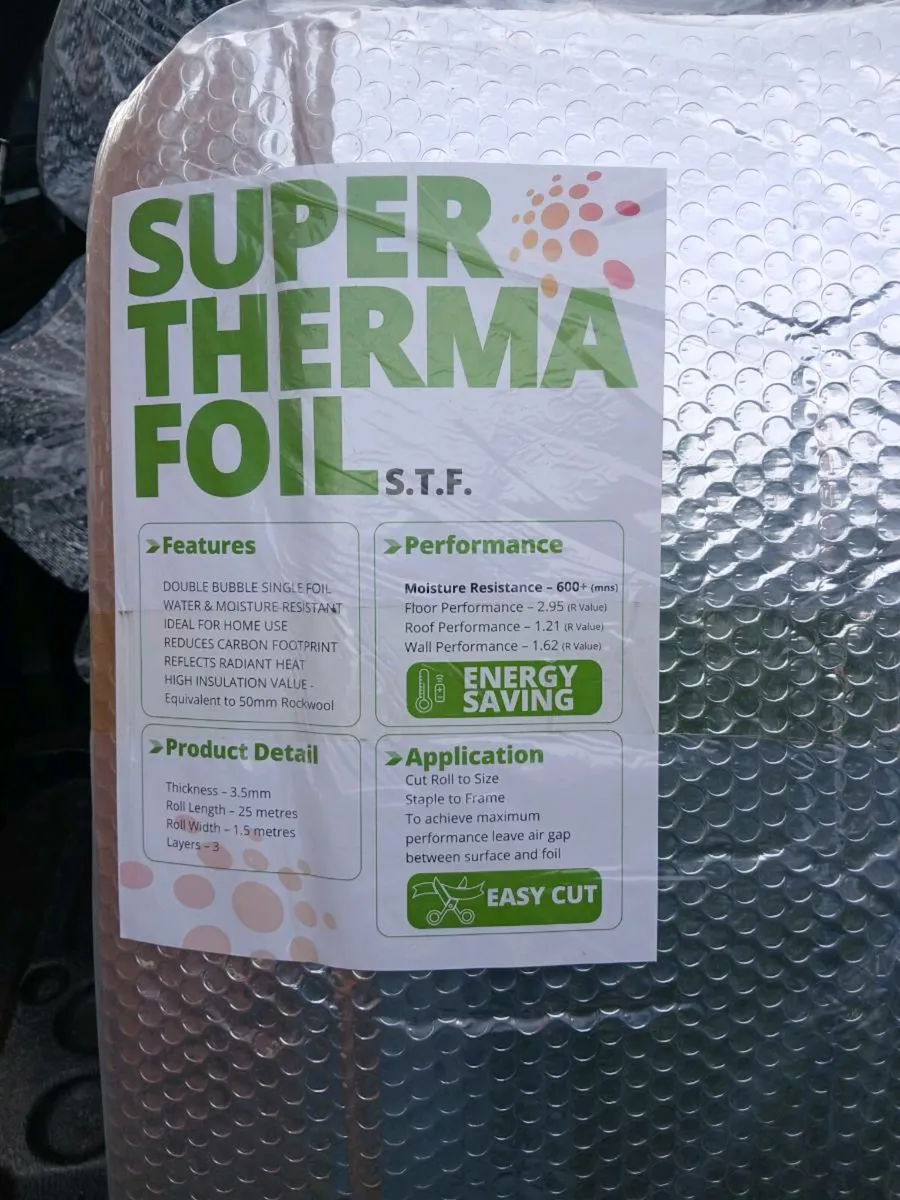 SUPER
THERMA
FOIL S.T.F.
Features
DOUBLE BUBBLE SINGLE FOIL
WATER & MOISTURE RESISTANT
IDEAL FOR HOME USE
REDUCES CARBON FOOTPRINT
REFLECTS RADIANT HEAT
HIGH INSULATION VALUE -
Equivalent to 50mm Rockwool
Performance
Moisture Resistance – 600+ (mns)
Floor Performance – 2.95 (R Value)
Roof Performance – 1.21 (R Value)
Wall Performance – 1.62 (R Value)
ENERGY
SAVING
Product Detail
Thickness – 3.5mm
Roll Length – 25 metres
Roll Width – 1.5 metres
Layers – 3
Application
Cut Roll to Size
Staple to Frame
To achieve maximum
performance leave air gap
between surface and foil
EASY CUT